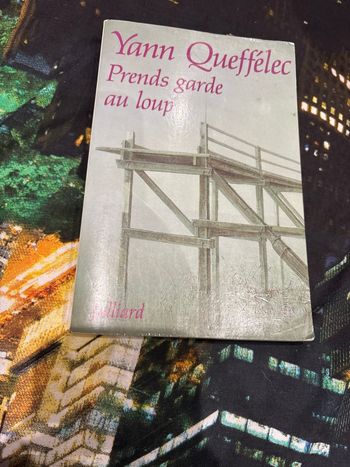 Yann Queffélec
Prends garde
au loup
Julliard